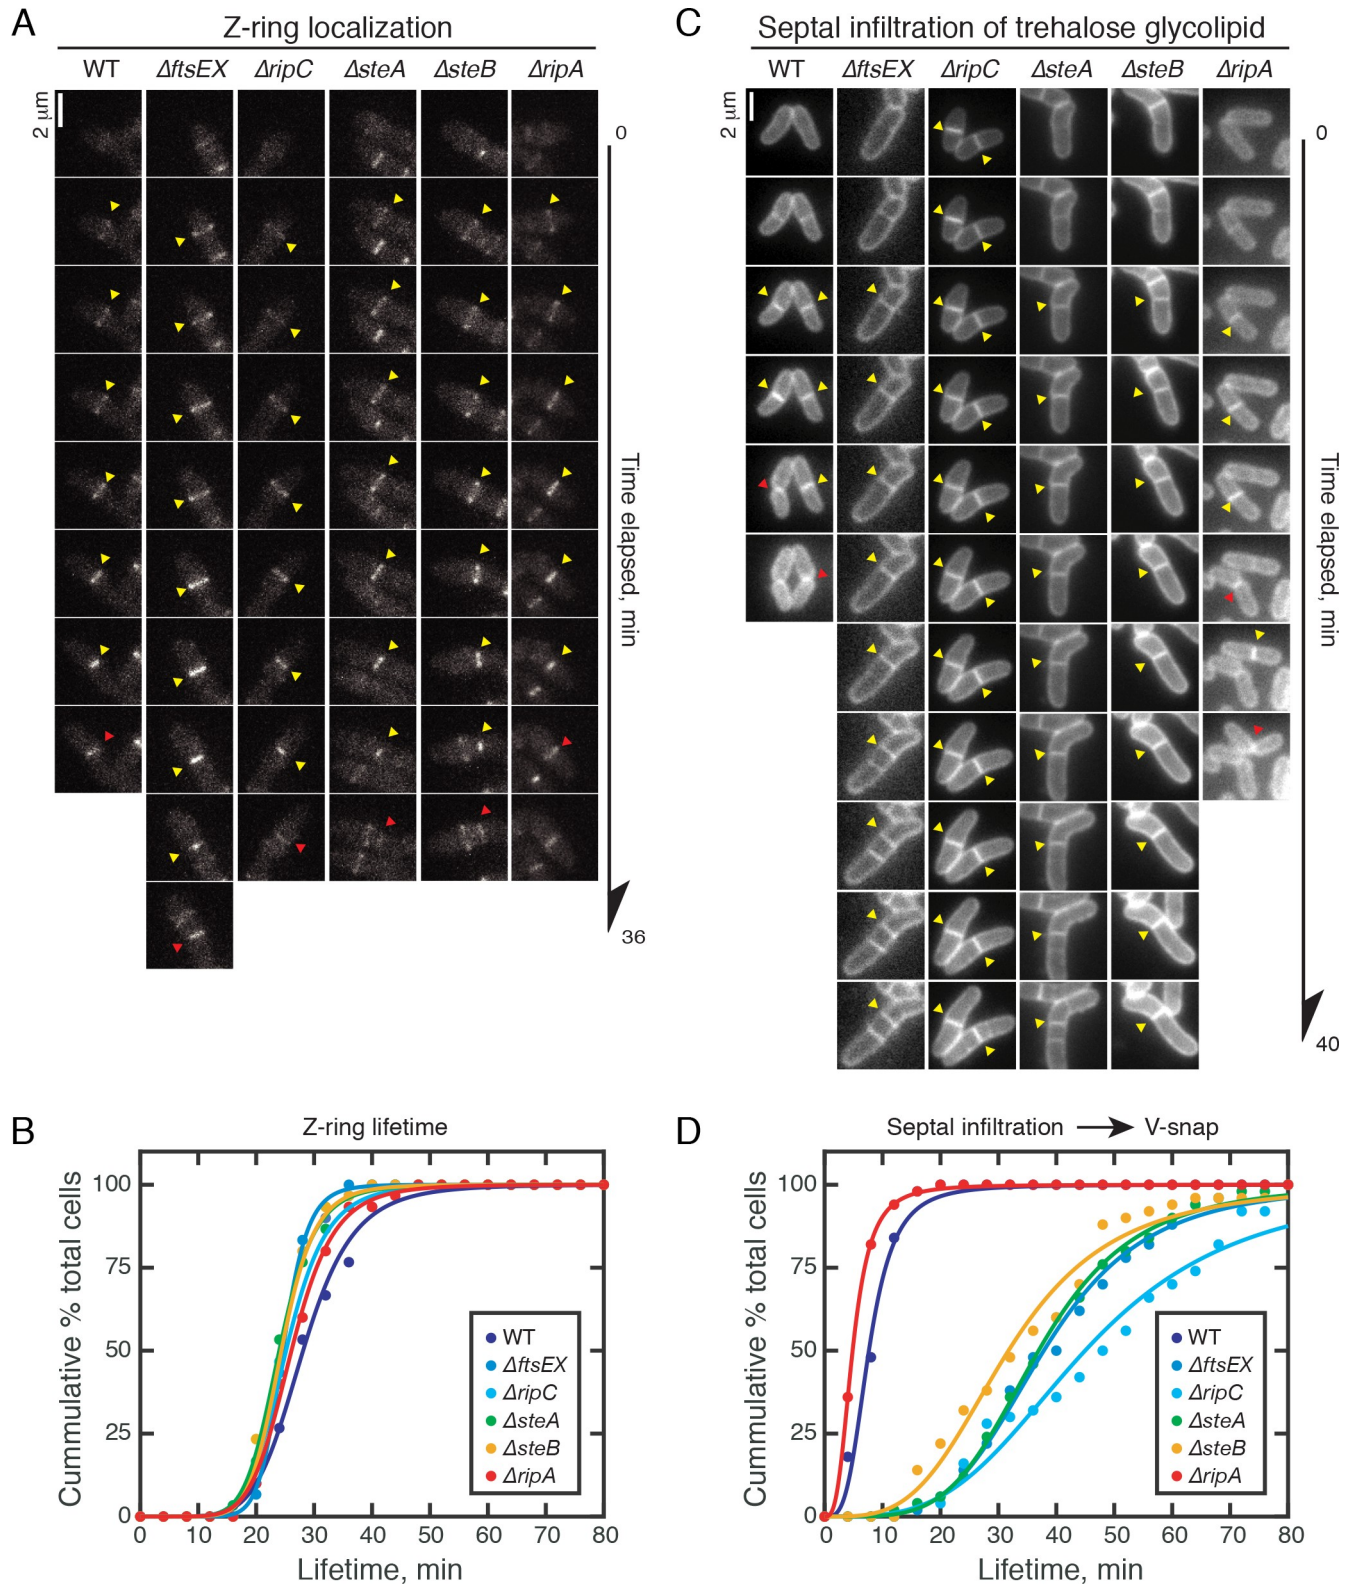 A
Z-ring localization
WT ΔftsEX ΔripC ΔsteA ΔsteB ΔripA
2 μm
0
Time elapsed, min
36
C
Septal infiltration of trehalose glycolipid
WT ΔftsEX ΔripC ΔsteA ΔsteB ΔripA
2 μm
0
Time elapsed, min
40
B
Z-ring lifetime
Cummulative % total cells
100
75
50
25
0
0 10 20 30 40 50 60 70 80
Lifetime, min
WT
ΔftsEX
ΔripC
ΔsteA
ΔsteB
ΔripA
D
Septal infiltration V-snap
Cummulative % total cells
100
75
50
25
0
0 10 20 30 40 50 60 70 80
Lifetime, min
WT
ΔftsEX
ΔripC
ΔsteA
ΔsteB
ΔripA